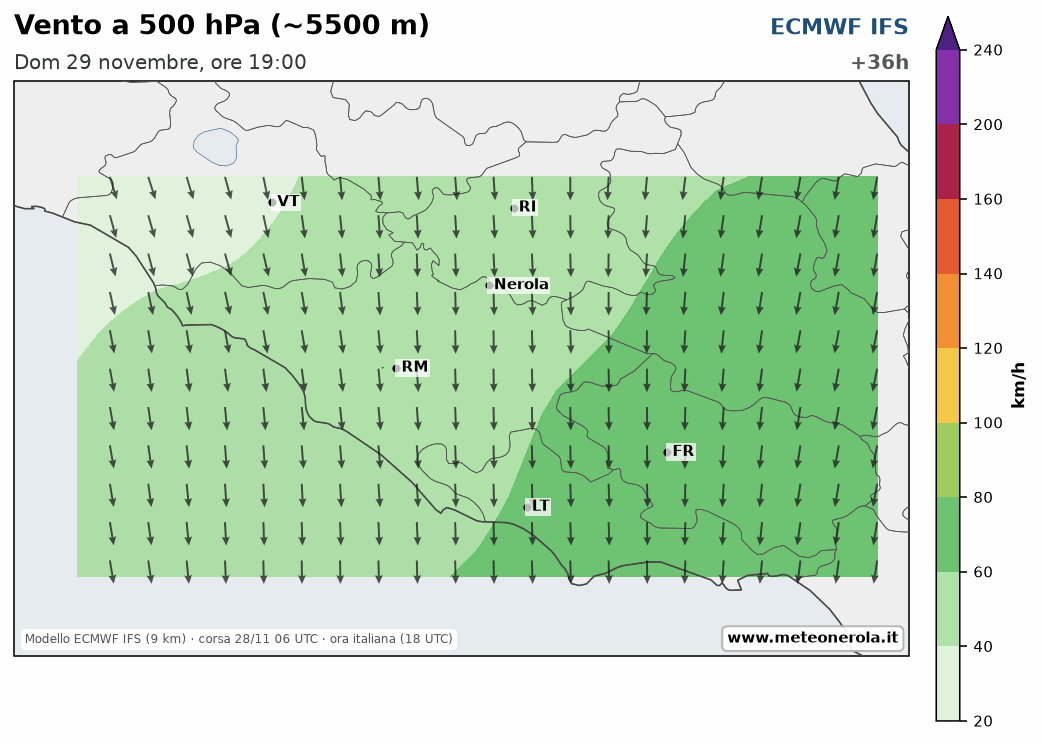 Vento a 500 hPa (~5500 m)
ECMWF IFS
Dom 29 novembre, ore 19:00
+36h
VT
RI
Nerola
RM
FR
LT
Modello ECMWF IFS (9 km) · corsa 28/11 06 UTC · ora italiana (18 UTC)
www.meteonerola.it
240
200
160
140
120
100
80
60
40
20
km/h